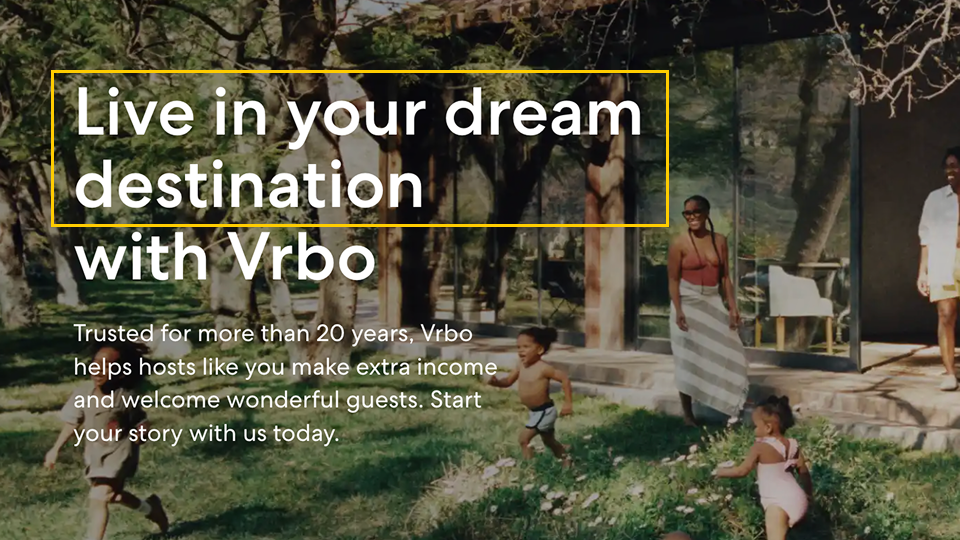 Live in your dream
destination
with Vrbo
Trusted for more than 20 years, Vrbo
helps hosts like you make extra income
and welcome wonderful guests. Start
your story with us today.